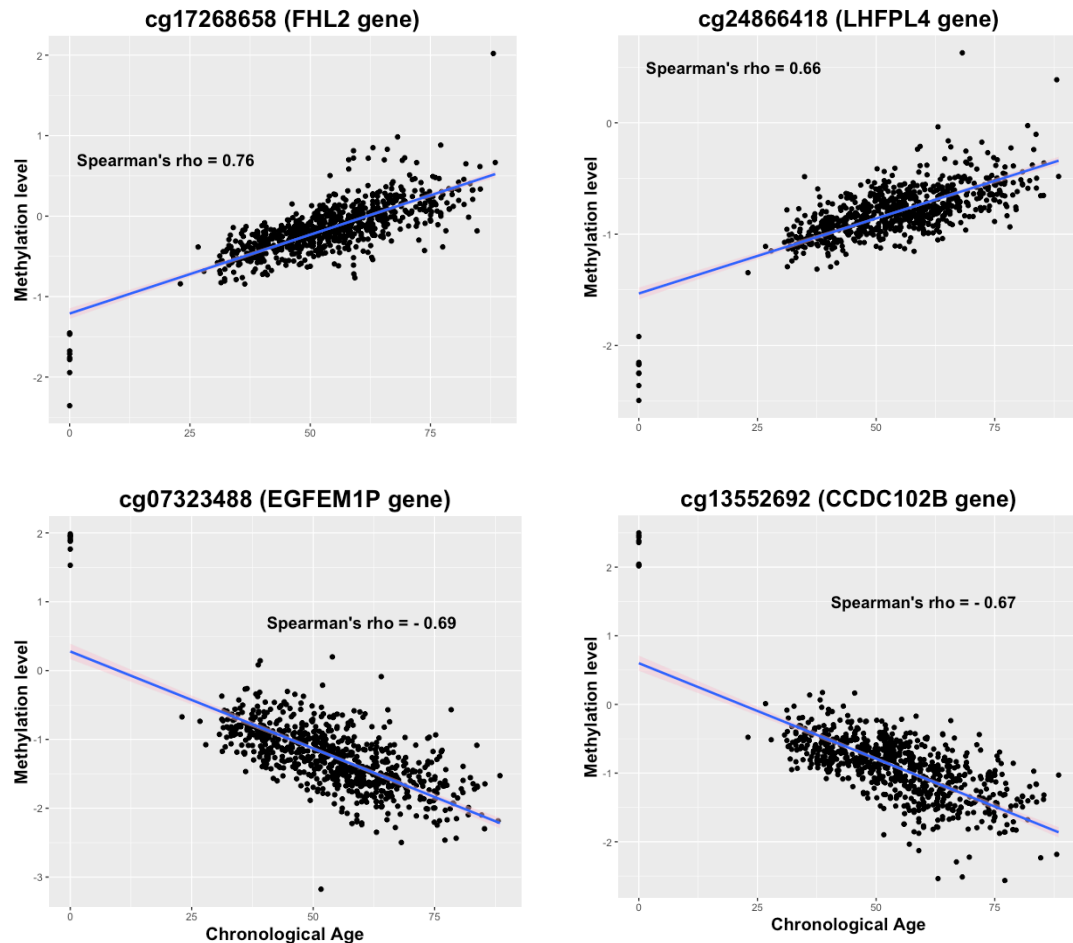 cg17268658 (FHL2 gene)
Methylation level
2
1
0
-1
-2
Spearman's rho = 0.76
0
25
50
75
cg24866418 (LHFPL4 gene)
Methylation level
0
-1
-2
Spearman's rho = 0.66
0
25
50
75
cg07323488 (EGFEM1P gene)
Methylation level
2
1
0
-1
-2
-3
Spearman's rho = - 0.69
0
25
50
75
Chronological Age
cg13552692 (CCDC102B gene)
Methylation level
2
1
0
-1
-2
Spearman's rho = - 0.67
0
25
50
75
Chronological Age